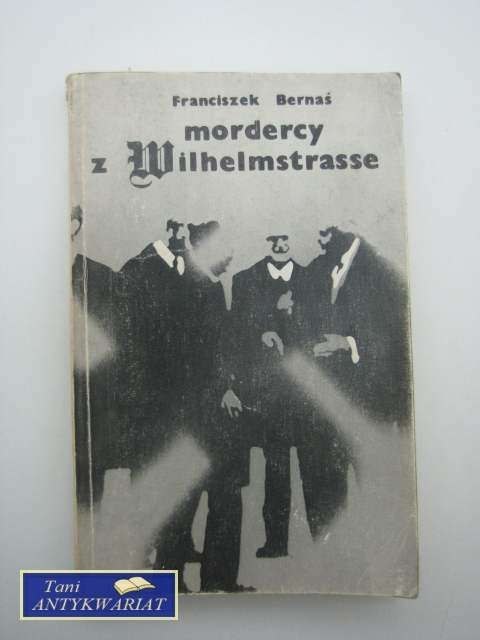 Franciszek Bernaś
mordercy
z Wilhelmstrasse
Tani
ANTYKWARIAT